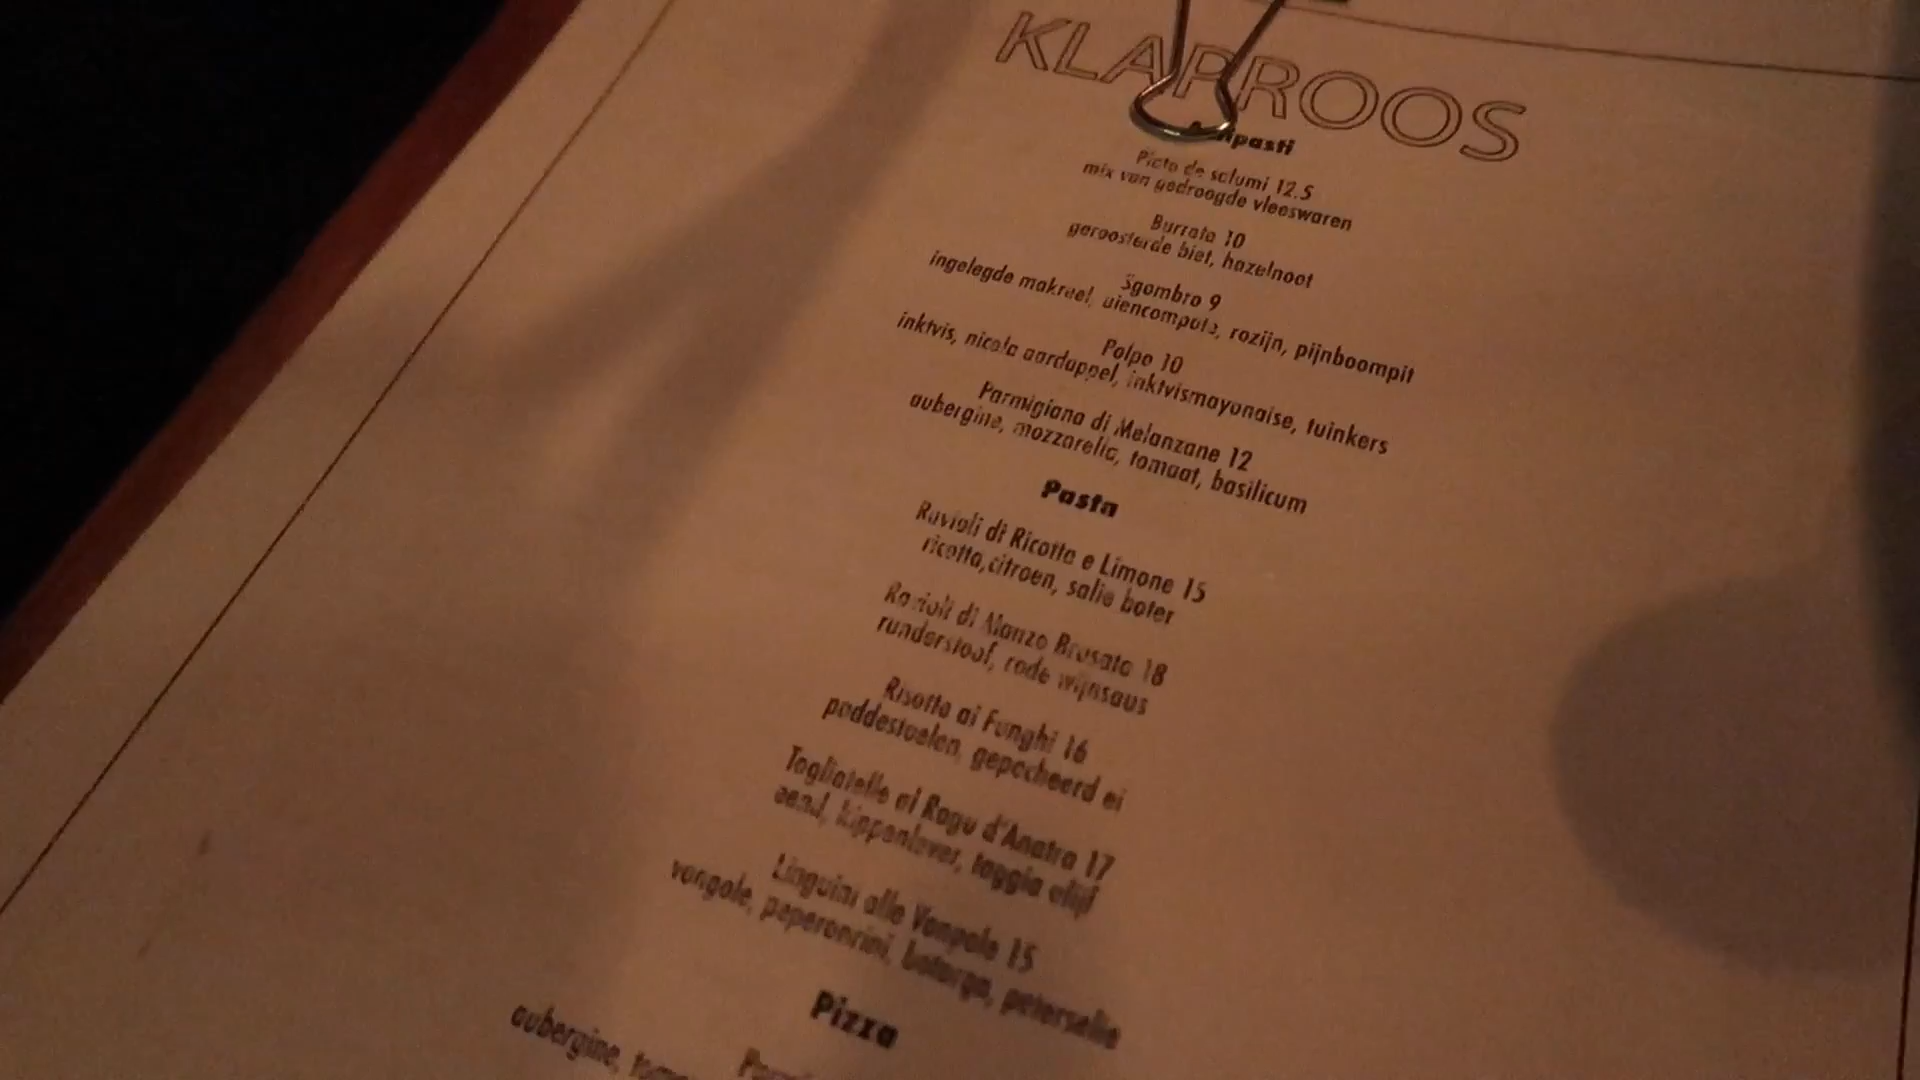 KLAPROOS
Antipasti
Piatto de salumi 12.5
mix van gedroogde vleeswaren
Burrata 10
geroosterde biet, hazelnoot
Sgombro 9
ingelegde makreel, uiencompote, rozijn, pijnboompit
Polpo 10
inktvis, nicola aardappel, inktvismayonaise, tuinkers
Parmigiana di Melanzane 12
aubergine, mozzarella, tomaat, basilicum
Pasta
Ravioli di Ricotta e Limone 15
ricotta, citroen, salie boter
Ravioli di Manzo Brasato 18
runderstoof, rode wijnsaus
Risotto ai Funghi 16
paddestoelen, gepocheerd ei
Tagliatelle al Ragu d'Anatra 17
eend, kippenlever, taggia olijf
Linguini alle Vongole 15
vongole, peperoncini, botarga, peterselie
Pizza
aubergine,